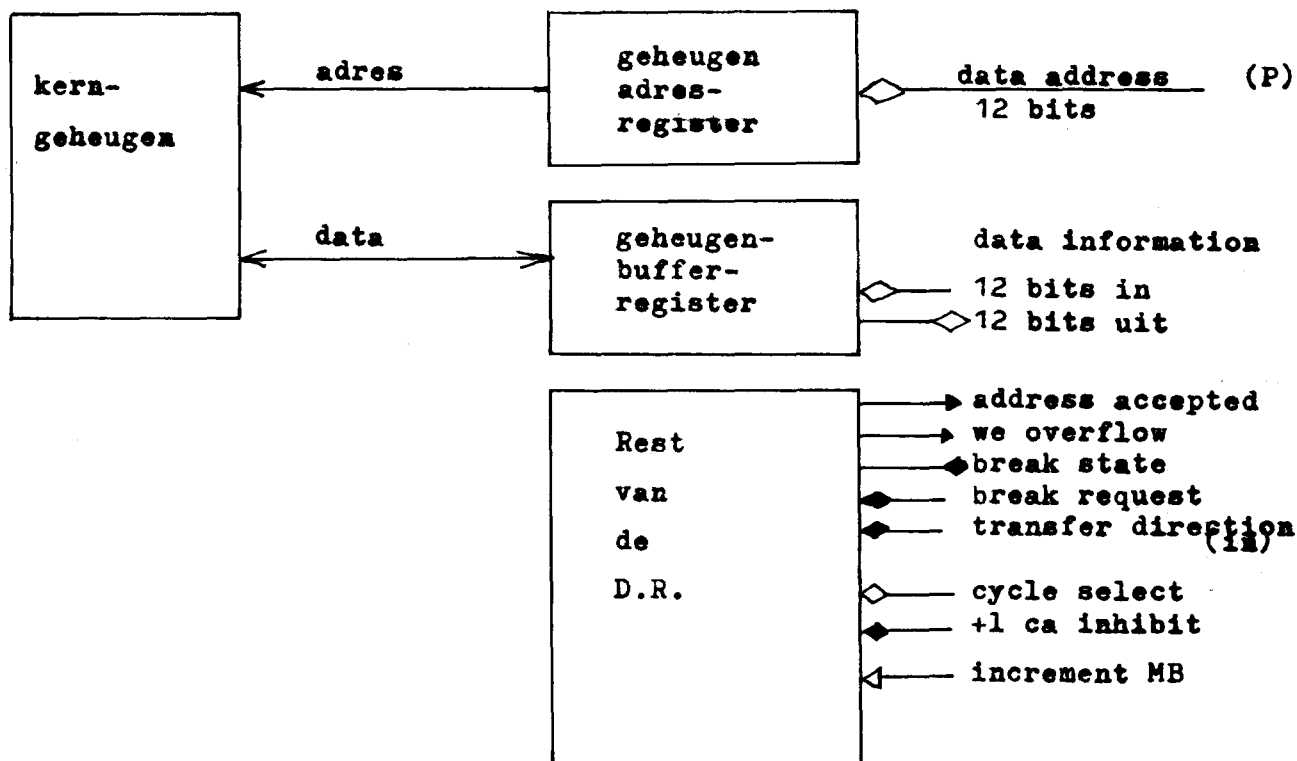 kern-
geheugen
adres
data
geheugen
adres-
register
data address (P)
12 bits
geheugen-
buffer-
register
data information
12 bits in
12 bits uit
Rest
van
de
D.R.
address accepted
we overflow
break state
break request
transfer direction
(in)
cycle select
+1 ca inhibit
increment MB